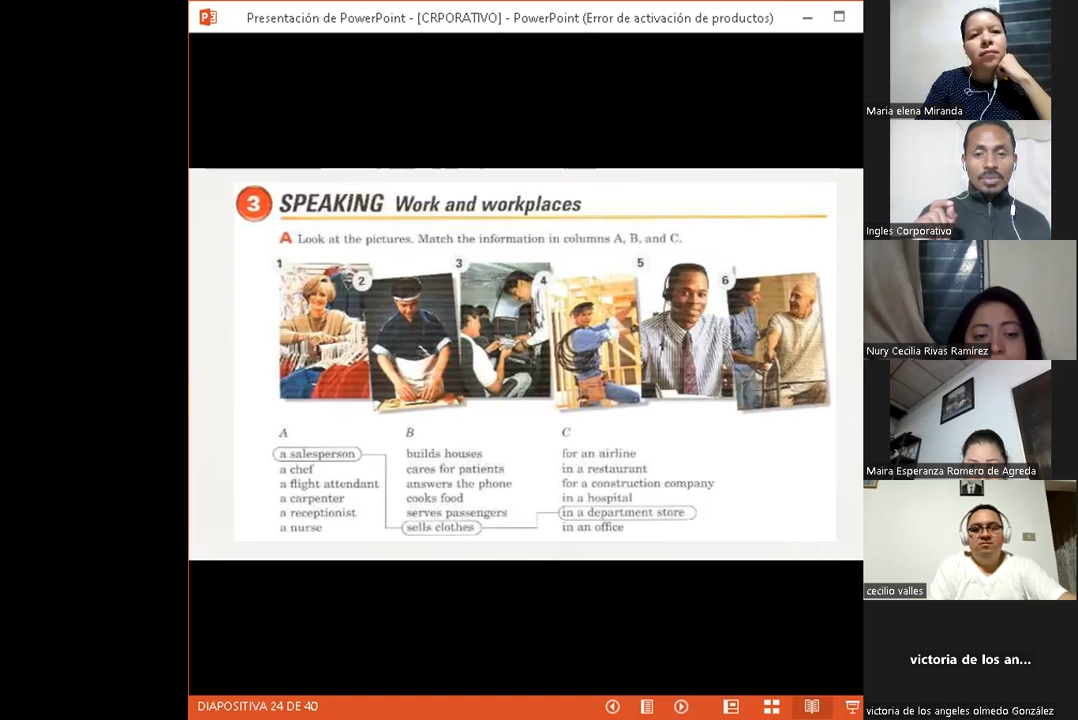 Presentación de PowerPoint - [CRPORATIVO] - PowerPoint (Error de activación de productos)
3 SPEAKING Work and workplaces
A Look at the pictures. Match the information in columns A, B, and C.
1 2 3 4 5 6
A B C
a salesperson builds houses for an airline
a chef cares for patients in a restaurant
a flight attendant answers the phone for a construction company
a carpenter cooks food in a hospital
a receptionist serves passengers in a department store
a nurse sells clothes in an office
DIAPOSITIVA 24 DE 40
Maria elena Miranda
Ingles Corporativo
Nury Cecilia Rivas Ramírez
Maira Esperanza Romero de Agreda
cecilio valles
victoria de los an...
victoria de los angeles olmedo González